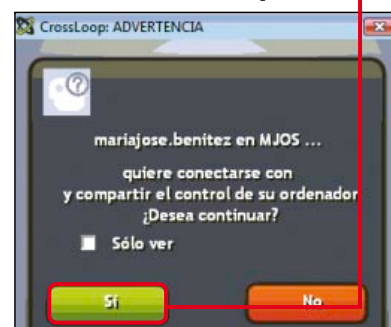 CrossLoop: ADVERTENCIA
mariajose.benitez en MJOS ...
quiere conectarse con
y compartir el control de su ordenador
¿Desea continuar?
Sólo ver
Sí
No